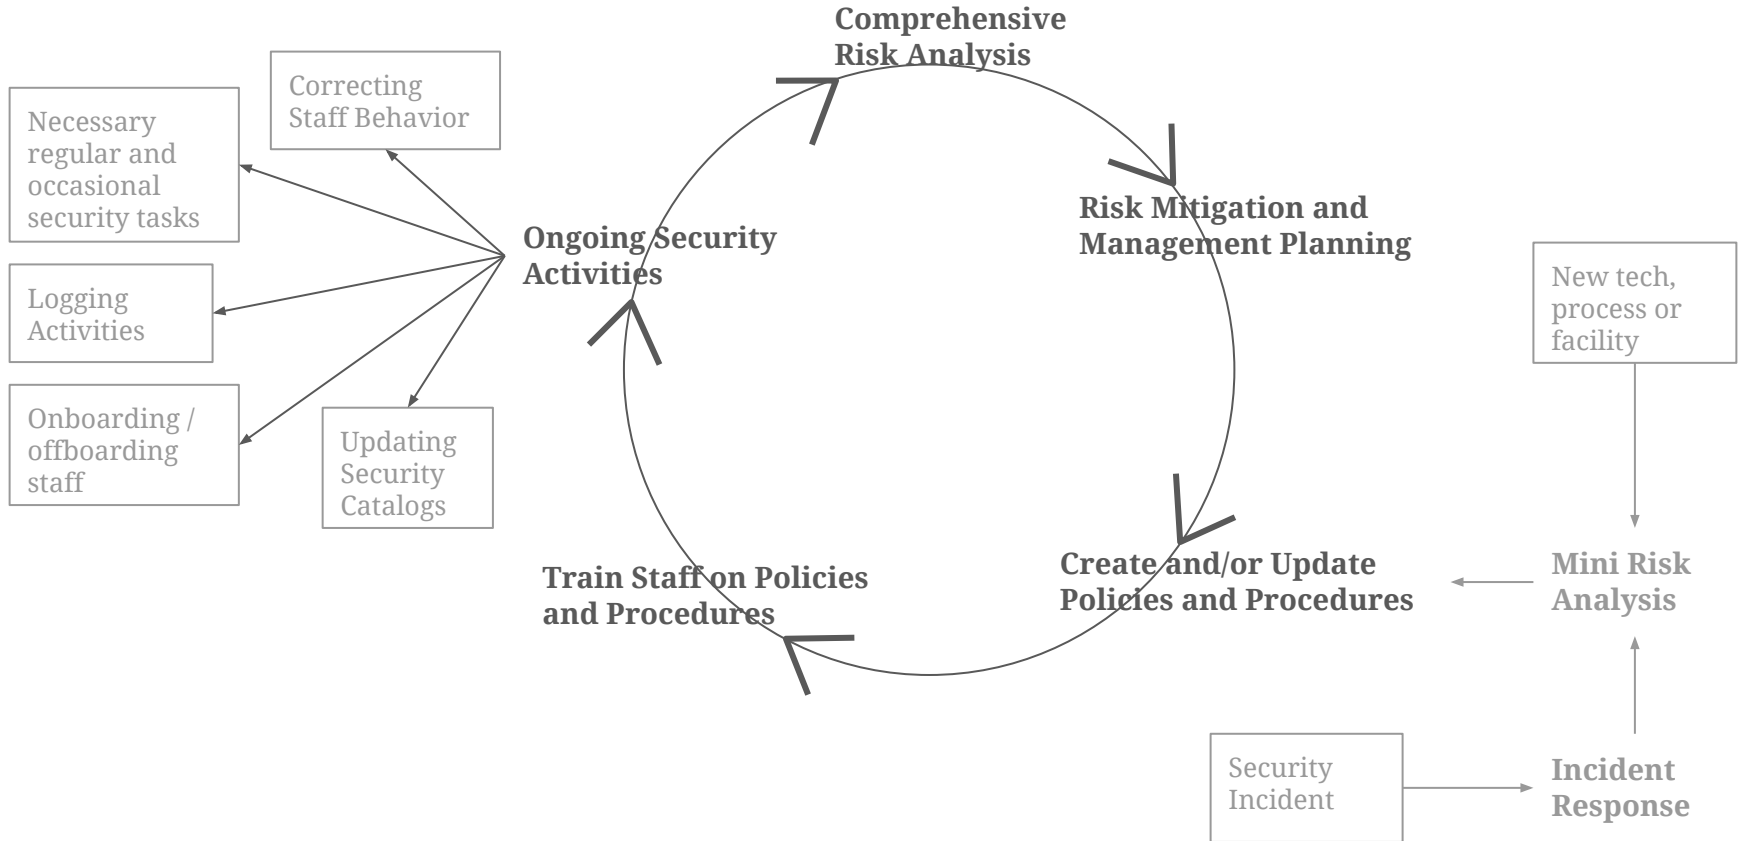 Comprehensive
Risk Analysis
Correcting
Staff Behavior
Necessary
regular and
occasional
security tasks
Risk Mitigation and
Management Planning
Ongoing Security
Activities
Logging
Activities
New tech,
process or
facility
Onboarding /
offboarding
staff
Updating
Security
Catalogs
Train Staff on Policies
and Procedures
Create and/or Update
Policies and Procedures
Mini Risk
Analysis
Security
Incident
Incident
Response